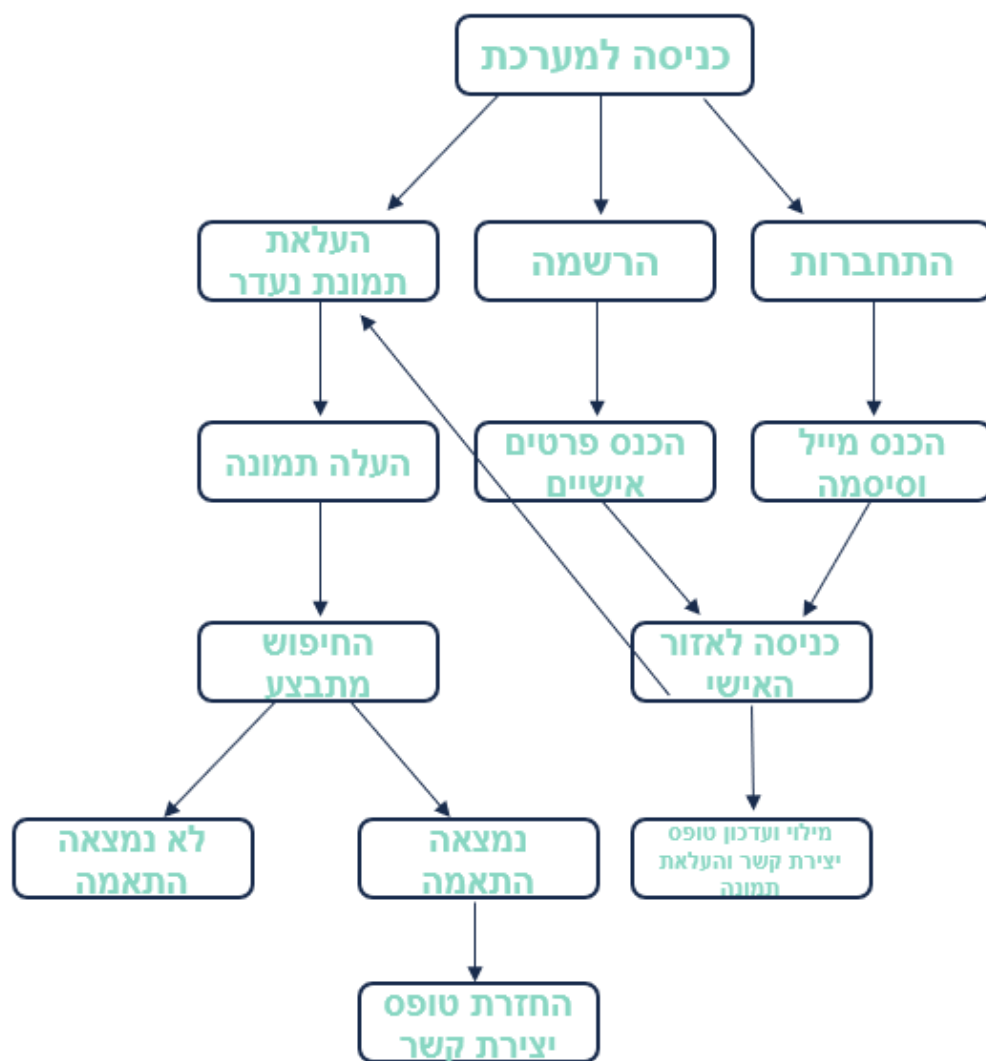 כניסה למערכת
התחברות
הרשמה
העלאת
תמונת נעדר
הכנס מייל
וסיסמה
הכנס פרטים
אישיים
העלה תמונה
כניסה לאזור
האישי
החיפוש
מתבצע
מילוי ועדכון טופס
יצירת קשר והעלאת
תמונה
נמצאה
התאמה
לא נמצאה
התאמה
החזרת טופס
יצירת קשר